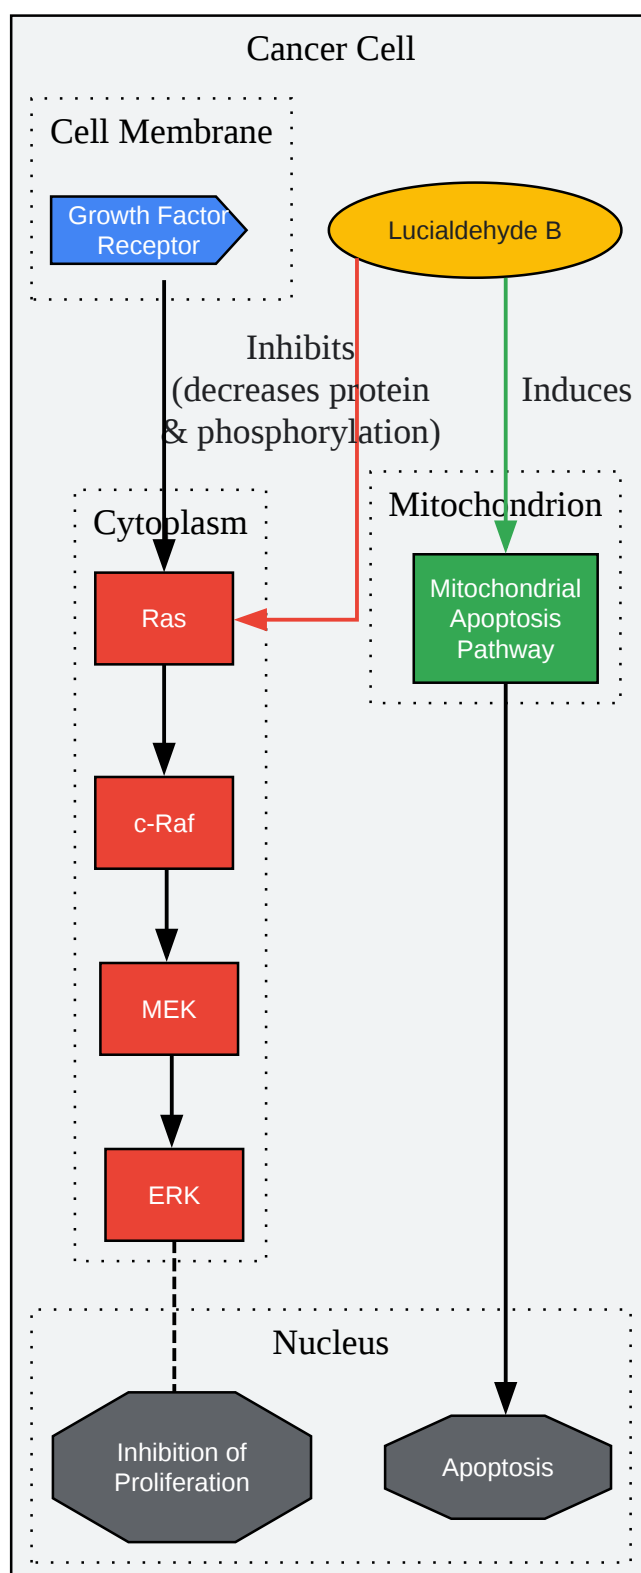 Cancer Cell
Cell Membrane
Growth Factor
Receptor
Lucialdehyde B
Inhibits
(decreases protein
& phosphorylation)
Induces
Cytoplasm
Mitochondrion
Ras
Mitochondrial
Apoptosis
Pathway
c-Raf
MEK
ERK
Nucleus
Inhibition of
Proliferation
Apoptosis